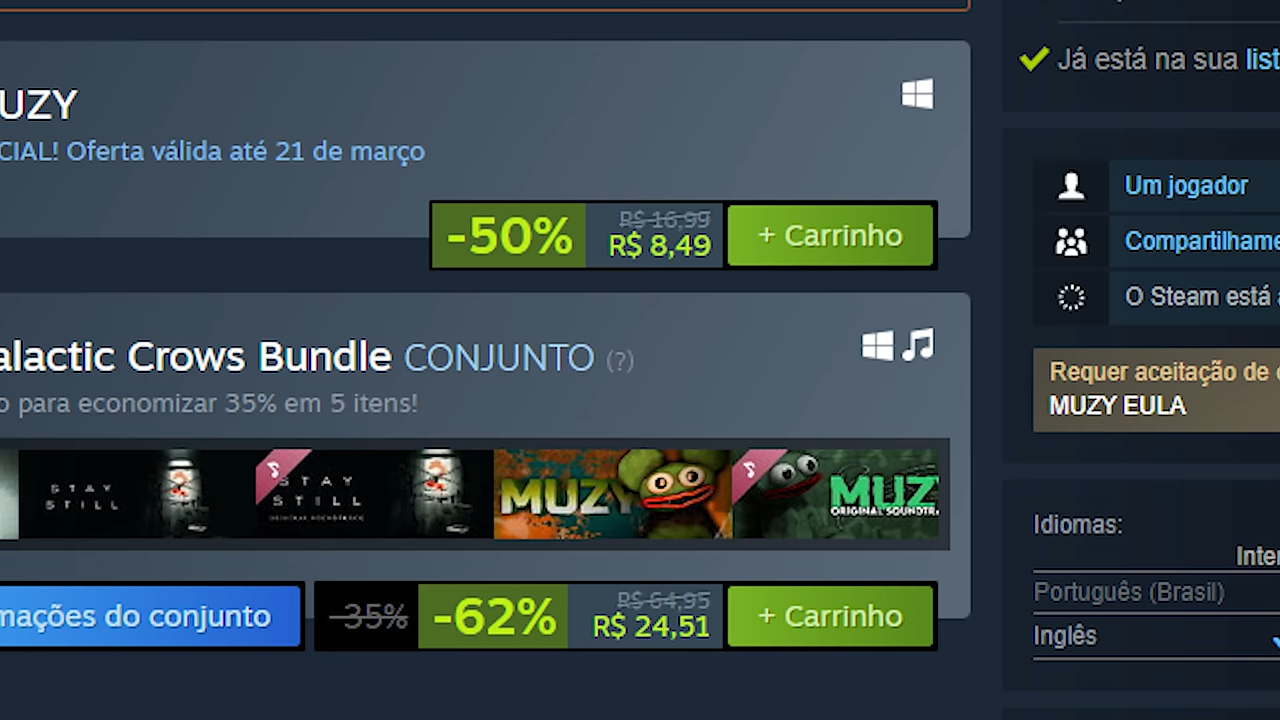 UZY
CIAL! Oferta válida até 21 de março
-50%
R$ 16,99
R$ 8,49
+ Carrinho
alactic Crows Bundle CONJUNTO (?)
o para economizar 35% em 5 itens!
STAY
STILL
STAY
STILL
ORIGINAL SOUNDTRACK
MUZY
MUZ
ORIGINAL SOUNDTRA
mações do conjunto
-35%
-62%
R$ 64,95
R$ 24,51
+ Carrinho
Já está na sua list
Um jogador
Compartilhame
O Steam está a
Requer aceitação de
MUZY EULA
Idiomas:
Inter
Português (Brasil)
Inglês